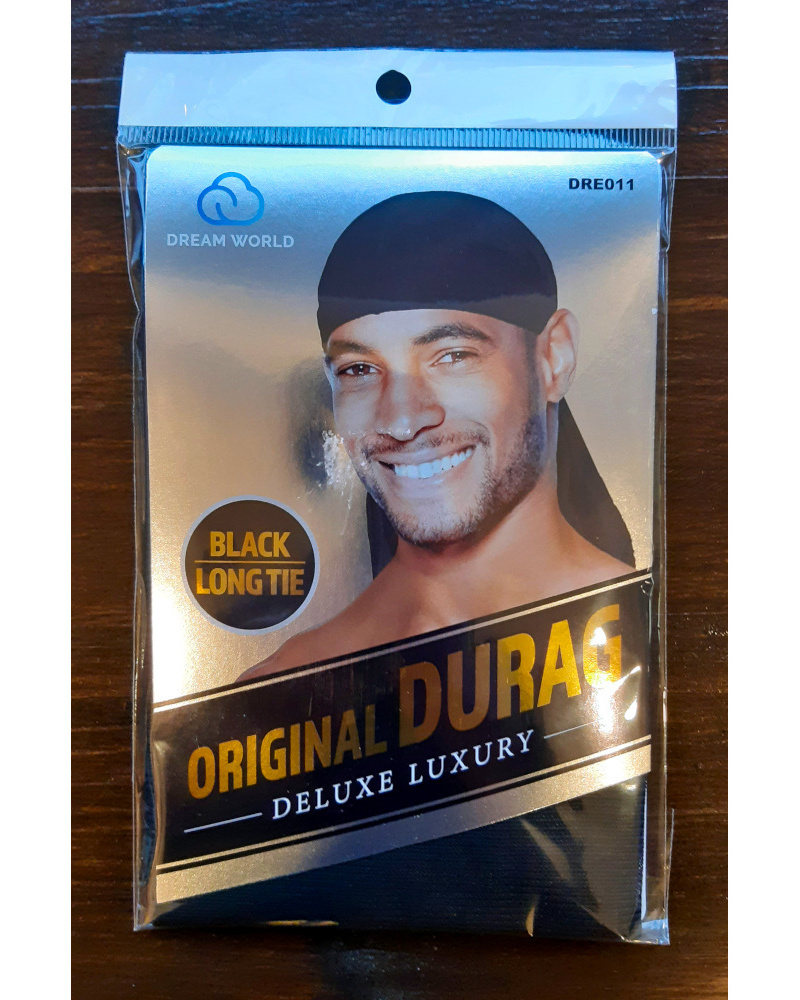 DRE011
DREAM WORLD
BLACK
LONG TIE
ORIGINAL DURAG
DELUXE LUXURY